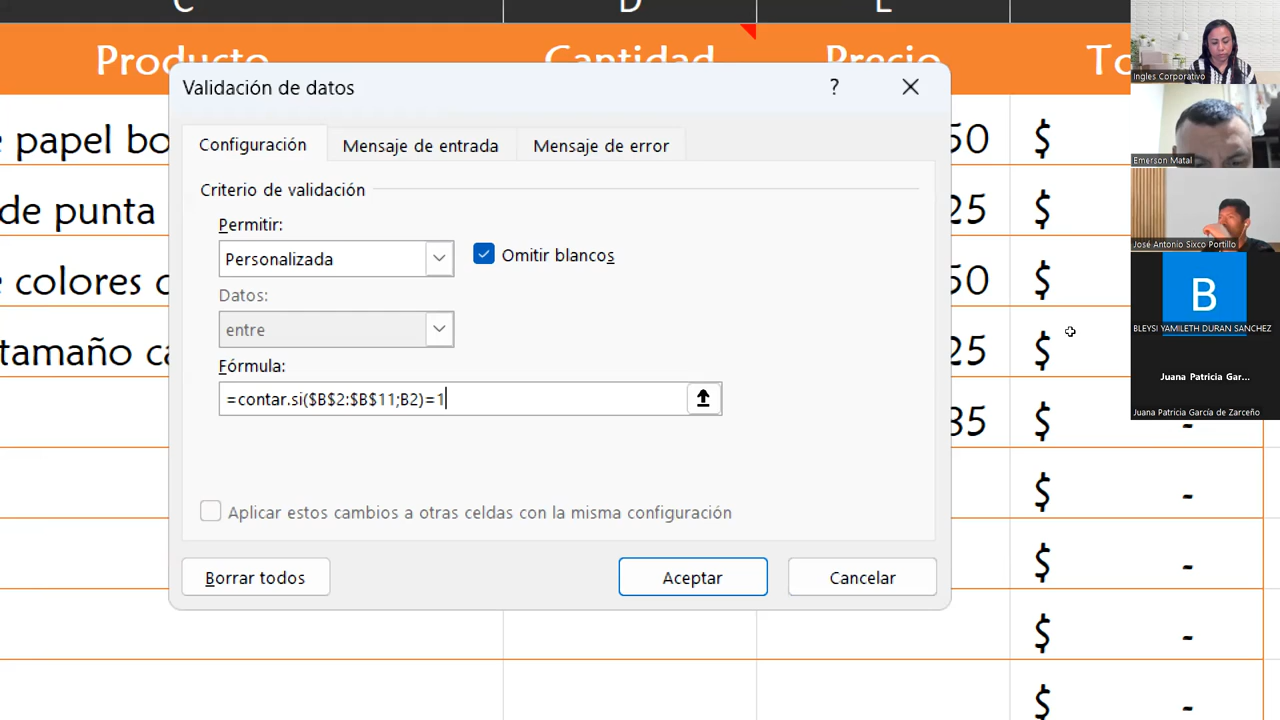 C D E
Producto Cantidad Precio To
Validación de datos ?
Configuración Mensaje de entrada Mensaje de error
Criterio de validación
Permitir:
Personalizada Omitir blancos
Datos:
entre
Fórmula:
=contar.si($B$2:$B$11;B2)=1
Aplicar estos cambios a otras celdas con la misma configuración
Borrar todos Aceptar Cancelar
e papel bo 50 $
de punta 25 $
e colores 50 $
tamaño ca 25 $
85 $ -
$ -
$ -
$ -
$ -
Ingles Corporativo
Emerson Matal
José Antonio Sixco Portillo
B
BLEYSI YAMILETH DURAN SANCHEZ
Juana Patricia Gar...
Juana Patricia García de Zarceño